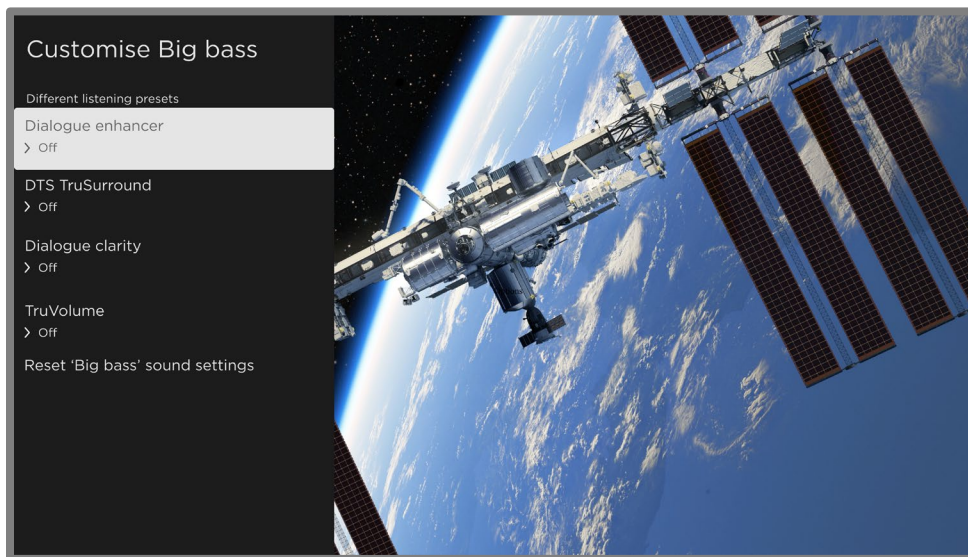 Customise Big bass
Different listening presets
Dialogue enhancer
> Off
DTS TruSurround
> Off
Dialogue clarity
> Off
TruVolume
> Off
Reset ‘Big bass’ sound settings